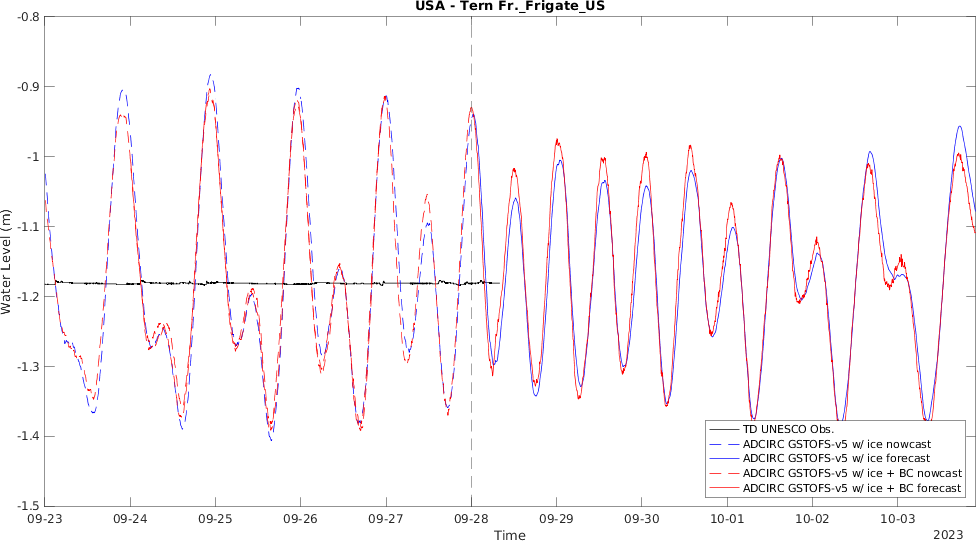 USA - Tern Fr._Frigate_US
-0.8
-0.9
-1
-1.1
-1.2
-1.3
-1.4
-1.5
Water Level (m)
TD UNESCO Obs.
ADCIRC GSTOFS-v5 w/ ice nowcast
ADCIRC GSTOFS-v5 w/ ice forecast
ADCIRC GSTOFS-v5 w/ ice + BC nowcast
ADCIRC GSTOFS-v5 w/ ice + BC forecast
09-23 09-24 09-25 09-26 09-27 09-28 09-29 09-30 10-01 10-02 10-03
Time
2023